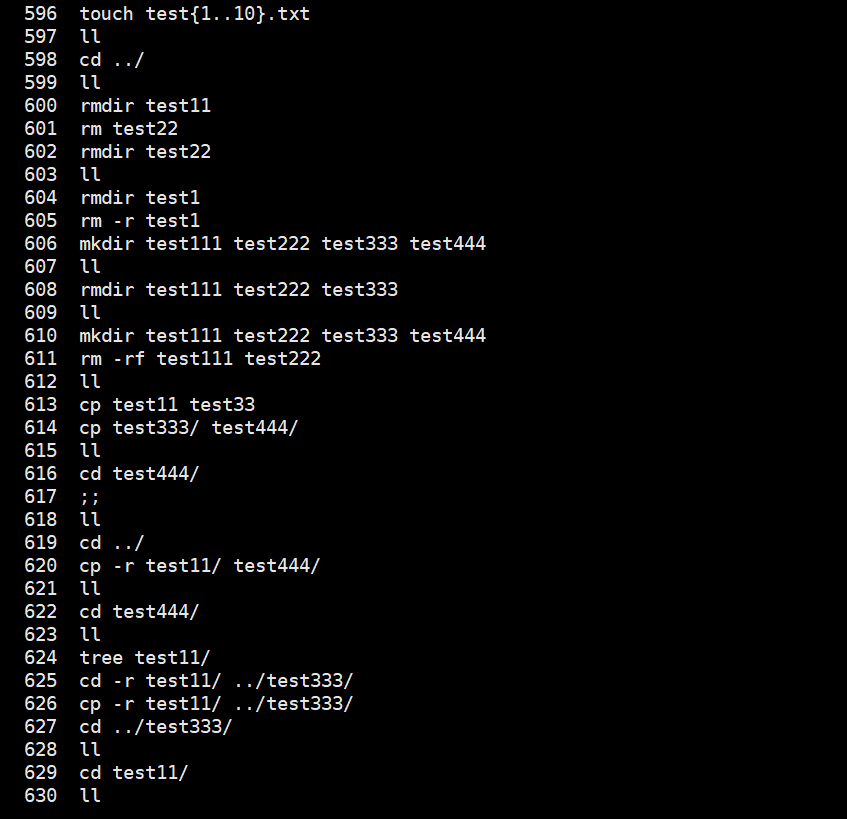 596 touch test{1..10}.txt
597 ll
598 cd ../
599 ll
600 rmdir test11
601 rm test22
602 rmdir test22
603 ll
604 rmdir test1
605 rm -r test1
606 mkdir test111 test222 test333 test444
607 ll
608 rmdir test111 test222 test333
609 ll
610 mkdir test111 test222 test333 test444
611 rm -rf test111 test222
612 ll
613 cp test11 test33
614 cp test333/ test444/
615 ll
616 cd test444/
617 ;;
618 ll
619 cd ../
620 cp -r test11/ test444/
621 ll
622 cd test444/
623 ll
624 tree test11/
625 cd -r test11/ ../test333/
626 cp -r test11/ ../test333/
627 cd ../test333/
628 ll
629 cd test11/
630 ll